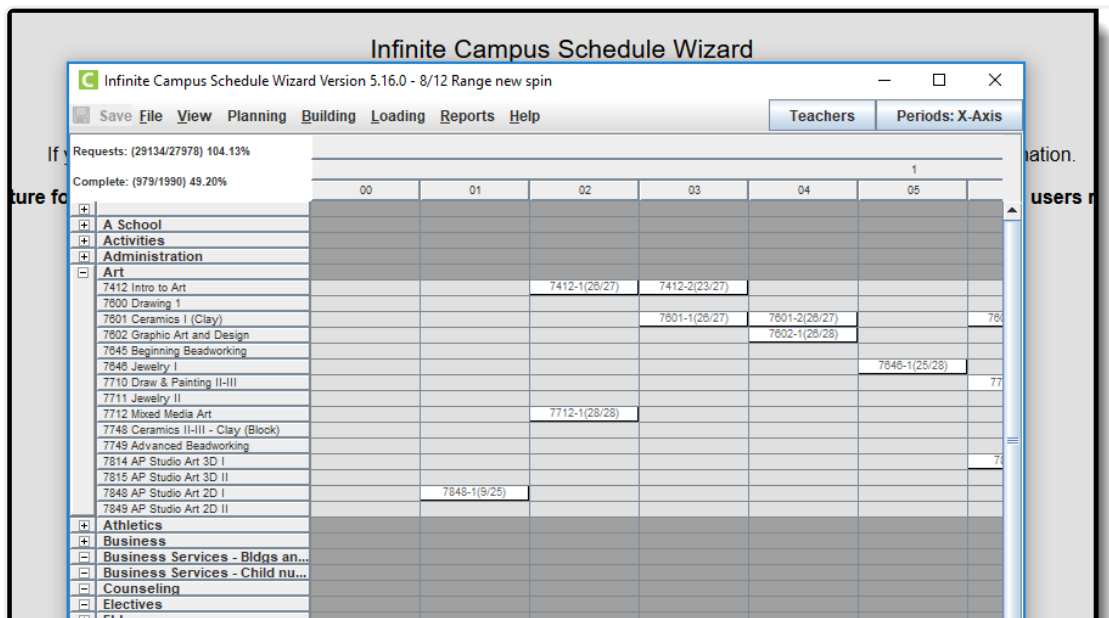 Infinite Campus Schedule Wizard
Infinite Campus Schedule Wizard Version 5.16.0 - 8/12 Range new spin
Save File View Planning Building Loading Reports Help Teachers Periods: X-Axis
If
Requests: (29134/27978) 104.13%
ation.
Complete: (979/1990) 49.20%
1
ture fo
users
00 01 02 03 04 05
A School
Activities
Administration
Art
7412 Intro to Art 7412-1(26/27) 7412-2(23/27)
7600 Drawing 1
7601 Ceramics I (Clay) 7601-1(26/27) 7601-2(26/27) 760
7602 Graphic Art and Design 7602-1(26/28)
7645 Beginning Beadworking
7646 Jewelry I 7646-1(25/28)
7710 Draw & Painting II-III 77
7711 Jewelry II
7712 Mixed Media Art 7712-1(28/28)
7748 Ceramics II-III - Clay (Block)
7749 Advanced Beadworking
7814 AP Studio Art 3D I 78
7815 AP Studio Art 3D II
7848 AP Studio Art 2D I 7848-1(9/25)
7849 AP Studio Art 2D II
Athletics
Business
Business Services - Bldgs an...
Business Services - Child nu...
Counseling
Electives